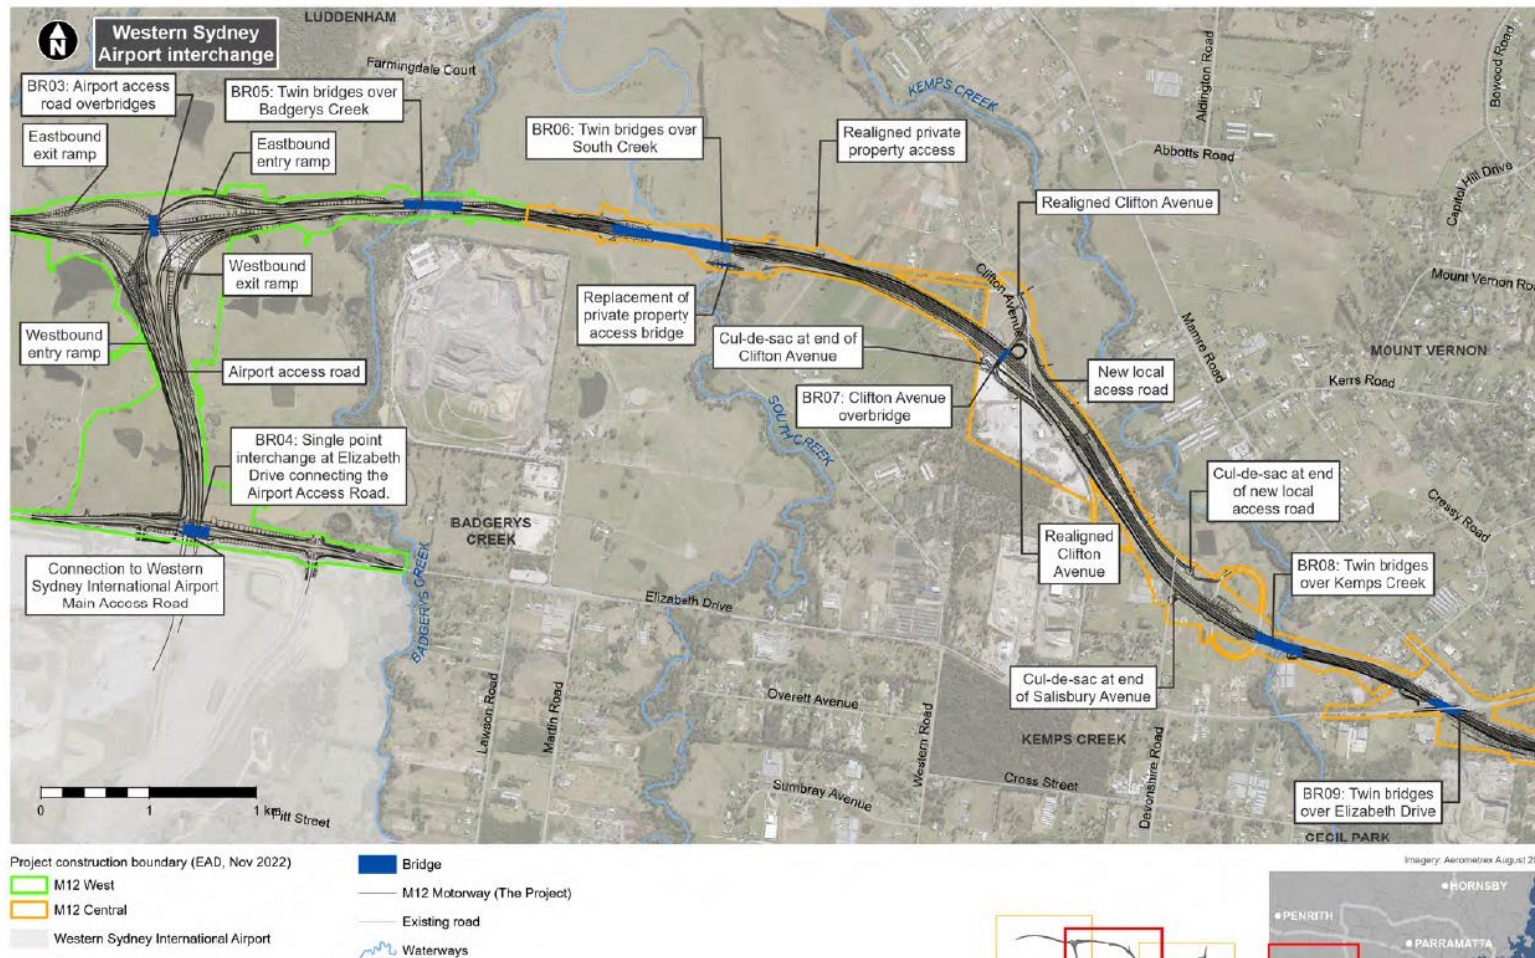 LUDDENHAM
N
Western Sydney
Airport interchange
Farmingdale Court
BR03: Airport access
road overbridges
BR05: Twin bridges over
Badgerys Creek
KEMPS CREEK
Aldington Road
Bowood Road
Eastbound
exit ramp
Eastbound
entry ramp
BR06: Twin bridges over
South Creek
Realigned private
property access
Abbotts Road
Capitol Hill Drive
Realigned Clifton Avenue
Westbound
exit ramp
Clifton Avenue
Mount Vernon Roa
Replacement of
private property
access bridge
Westbound
entry ramp
Cul-de-sac at end of
Clifton Avenue
Mamre Road
MOUNT VERNON
Airport access road
New local
acess road
Kerrs Road
BR07: Clifton Avenue
overbridge
SOUTH CREEK
BR04: Single point
interchange at Elizabeth
Drive connecting the
Airport Access Road.
Cul-de-sac at end
of new local
access road
Cressy Road
BADGERYS
CREEK
Realigned
Clifton
Avenue
Connection to Western
Sydney International Airport
Main Access Road
BADGERYS CREEK
BR08: Twin bridges
over Kemps Creek
Elizabeth Drive
Cul-de-sac at end
of Salisbury Avenue
Lawson Road
Martin Road
Overett Avenue
Western Road
KEMPS CREEK
Devonshire Road
Cross Street
Sumbray Avenue
BR09: Twin bridges
over Elizabeth Drive
0 1 1 km
Pitt Street
CECIL PARK
Imagery: Aerometrex August 20
Project construction boundary (EAD, Nov 2022)
M12 West
M12 Central
Western Sydney International Airport
Bridge
M12 Motorway (The Project)
Existing road
Waterways
HORNSBY
PENRITH
PARRAMATTA